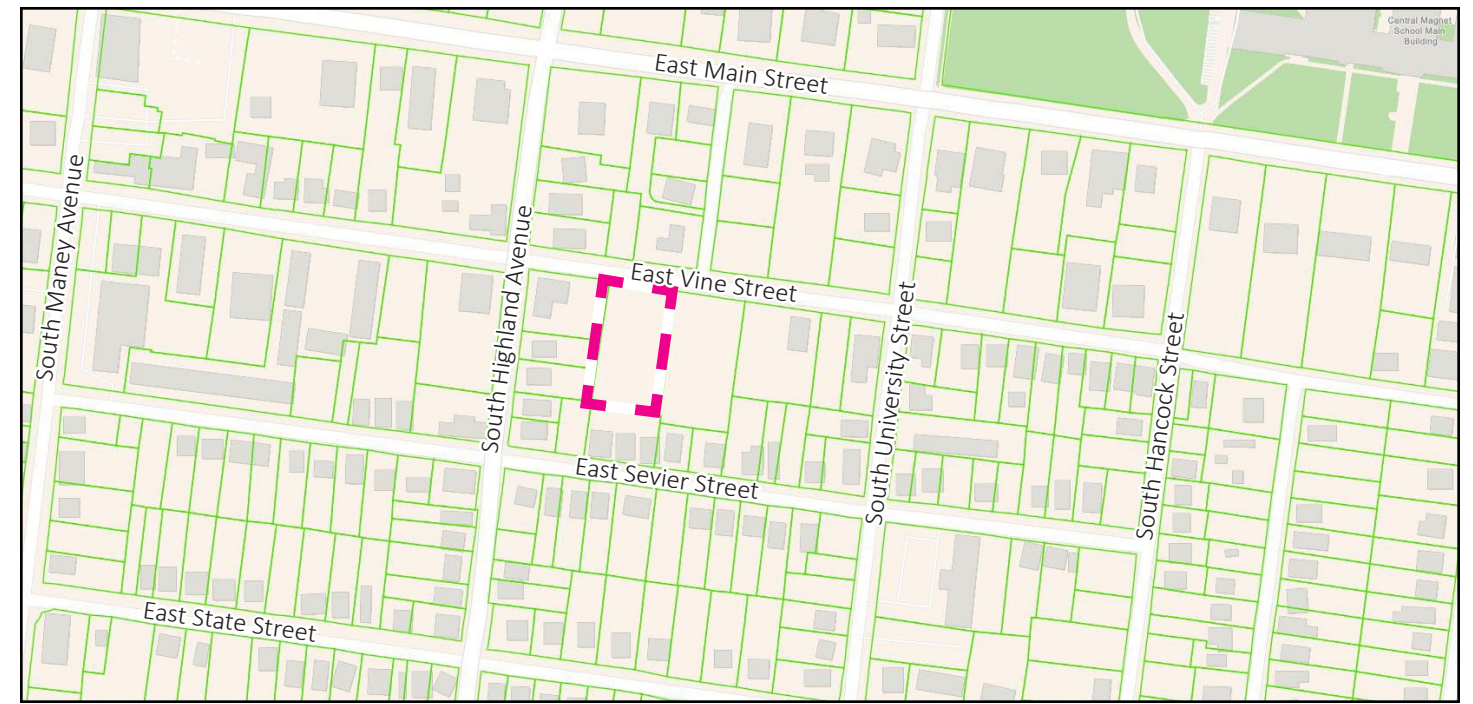 Central Magnet
School Main
Building
East Main Street
South Maney Avenue
South Highland Avenue
East Vine Street
South University Street
South Hancock Street
East Sevier Street
East State Street